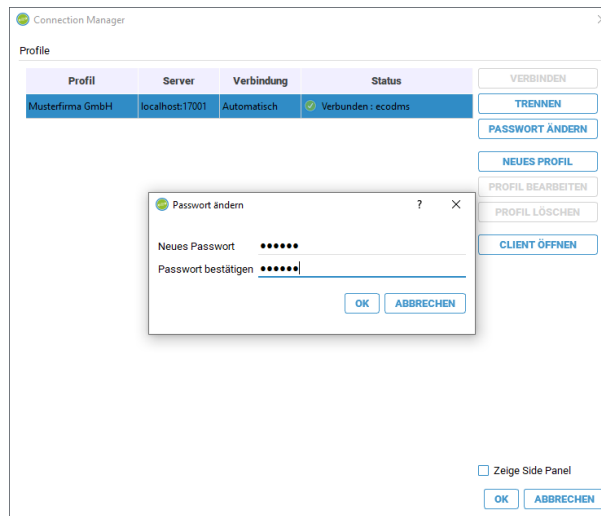 Connection Manager
Profile
Profil Server Verbindung Status
Musterfirma GmbH localhost:17001 Automatisch Verbunden : ecodms
VERBINDEN
TRENNEN
PASSWORT ÄNDERN
NEUES PROFIL
PROFIL BEARBEITEN
PROFIL LÖSCHEN
CLIENT ÖFFNEN
Passwort ändern
Neues Passwort ●●●●●●
Passwort bestätigen ●●●●●●
OK ABBRECHEN
Zeige Side Panel
OK ABBRECHEN